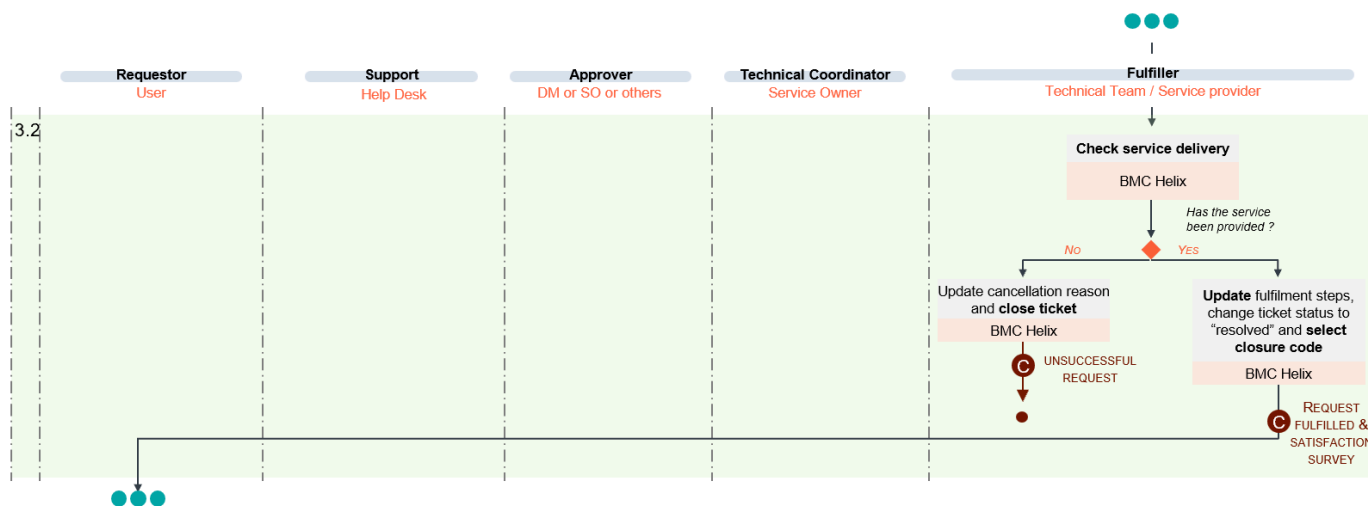 Requestor
User
Support
Help Desk
Approver
DM or SO or others
Technical Coordinator
Service Owner
Fulfiller
Technical Team / Service provider
3.2
Check service delivery
BMC Helix
Has the service
been provided ?
No
Yes
Update cancellation reason
and close ticket
BMC Helix
C
UNSUCCESSFUL
REQUEST
Update fulfilment steps,
change ticket status to
“resolved” and select
closure code
BMC Helix
C
REQUEST
FULFILLED &
SATISFACTION
SURVEY